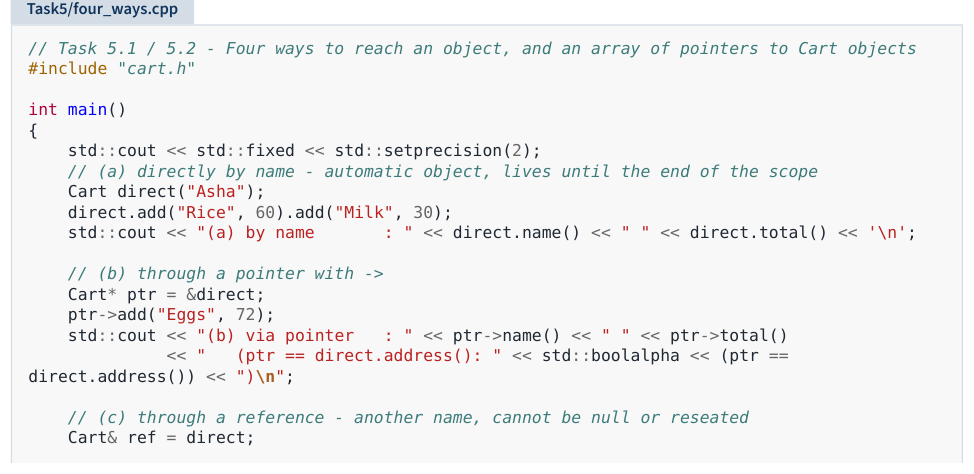 Task5/four_ways.cpp
// Task 5.1 / 5.2 - Four ways to reach an object, and an array of pointers to Cart objects
#include "cart.h"

int main()
{
    std::cout << std::fixed << std::setprecision(2);
    // (a) directly by name - automatic object, lives until the end of the scope
    Cart direct("Asha");
    direct.add("Rice", 60).add("Milk", 30);
    std::cout << "(a) by name       : " << direct.name() << " " << direct.total() << '\n';

    // (b) through a pointer with ->
    Cart* ptr = &direct;
    ptr->add("Eggs", 72);
    std::cout << "(b) via pointer   : " << ptr->name() << " " << ptr->total()
              << "   (ptr == direct.address(): " << std::boolalpha << (ptr ==
direct.address()) << ")\n";

    // (c) through a reference - another name, cannot be null or reseated
    Cart& ref = direct;